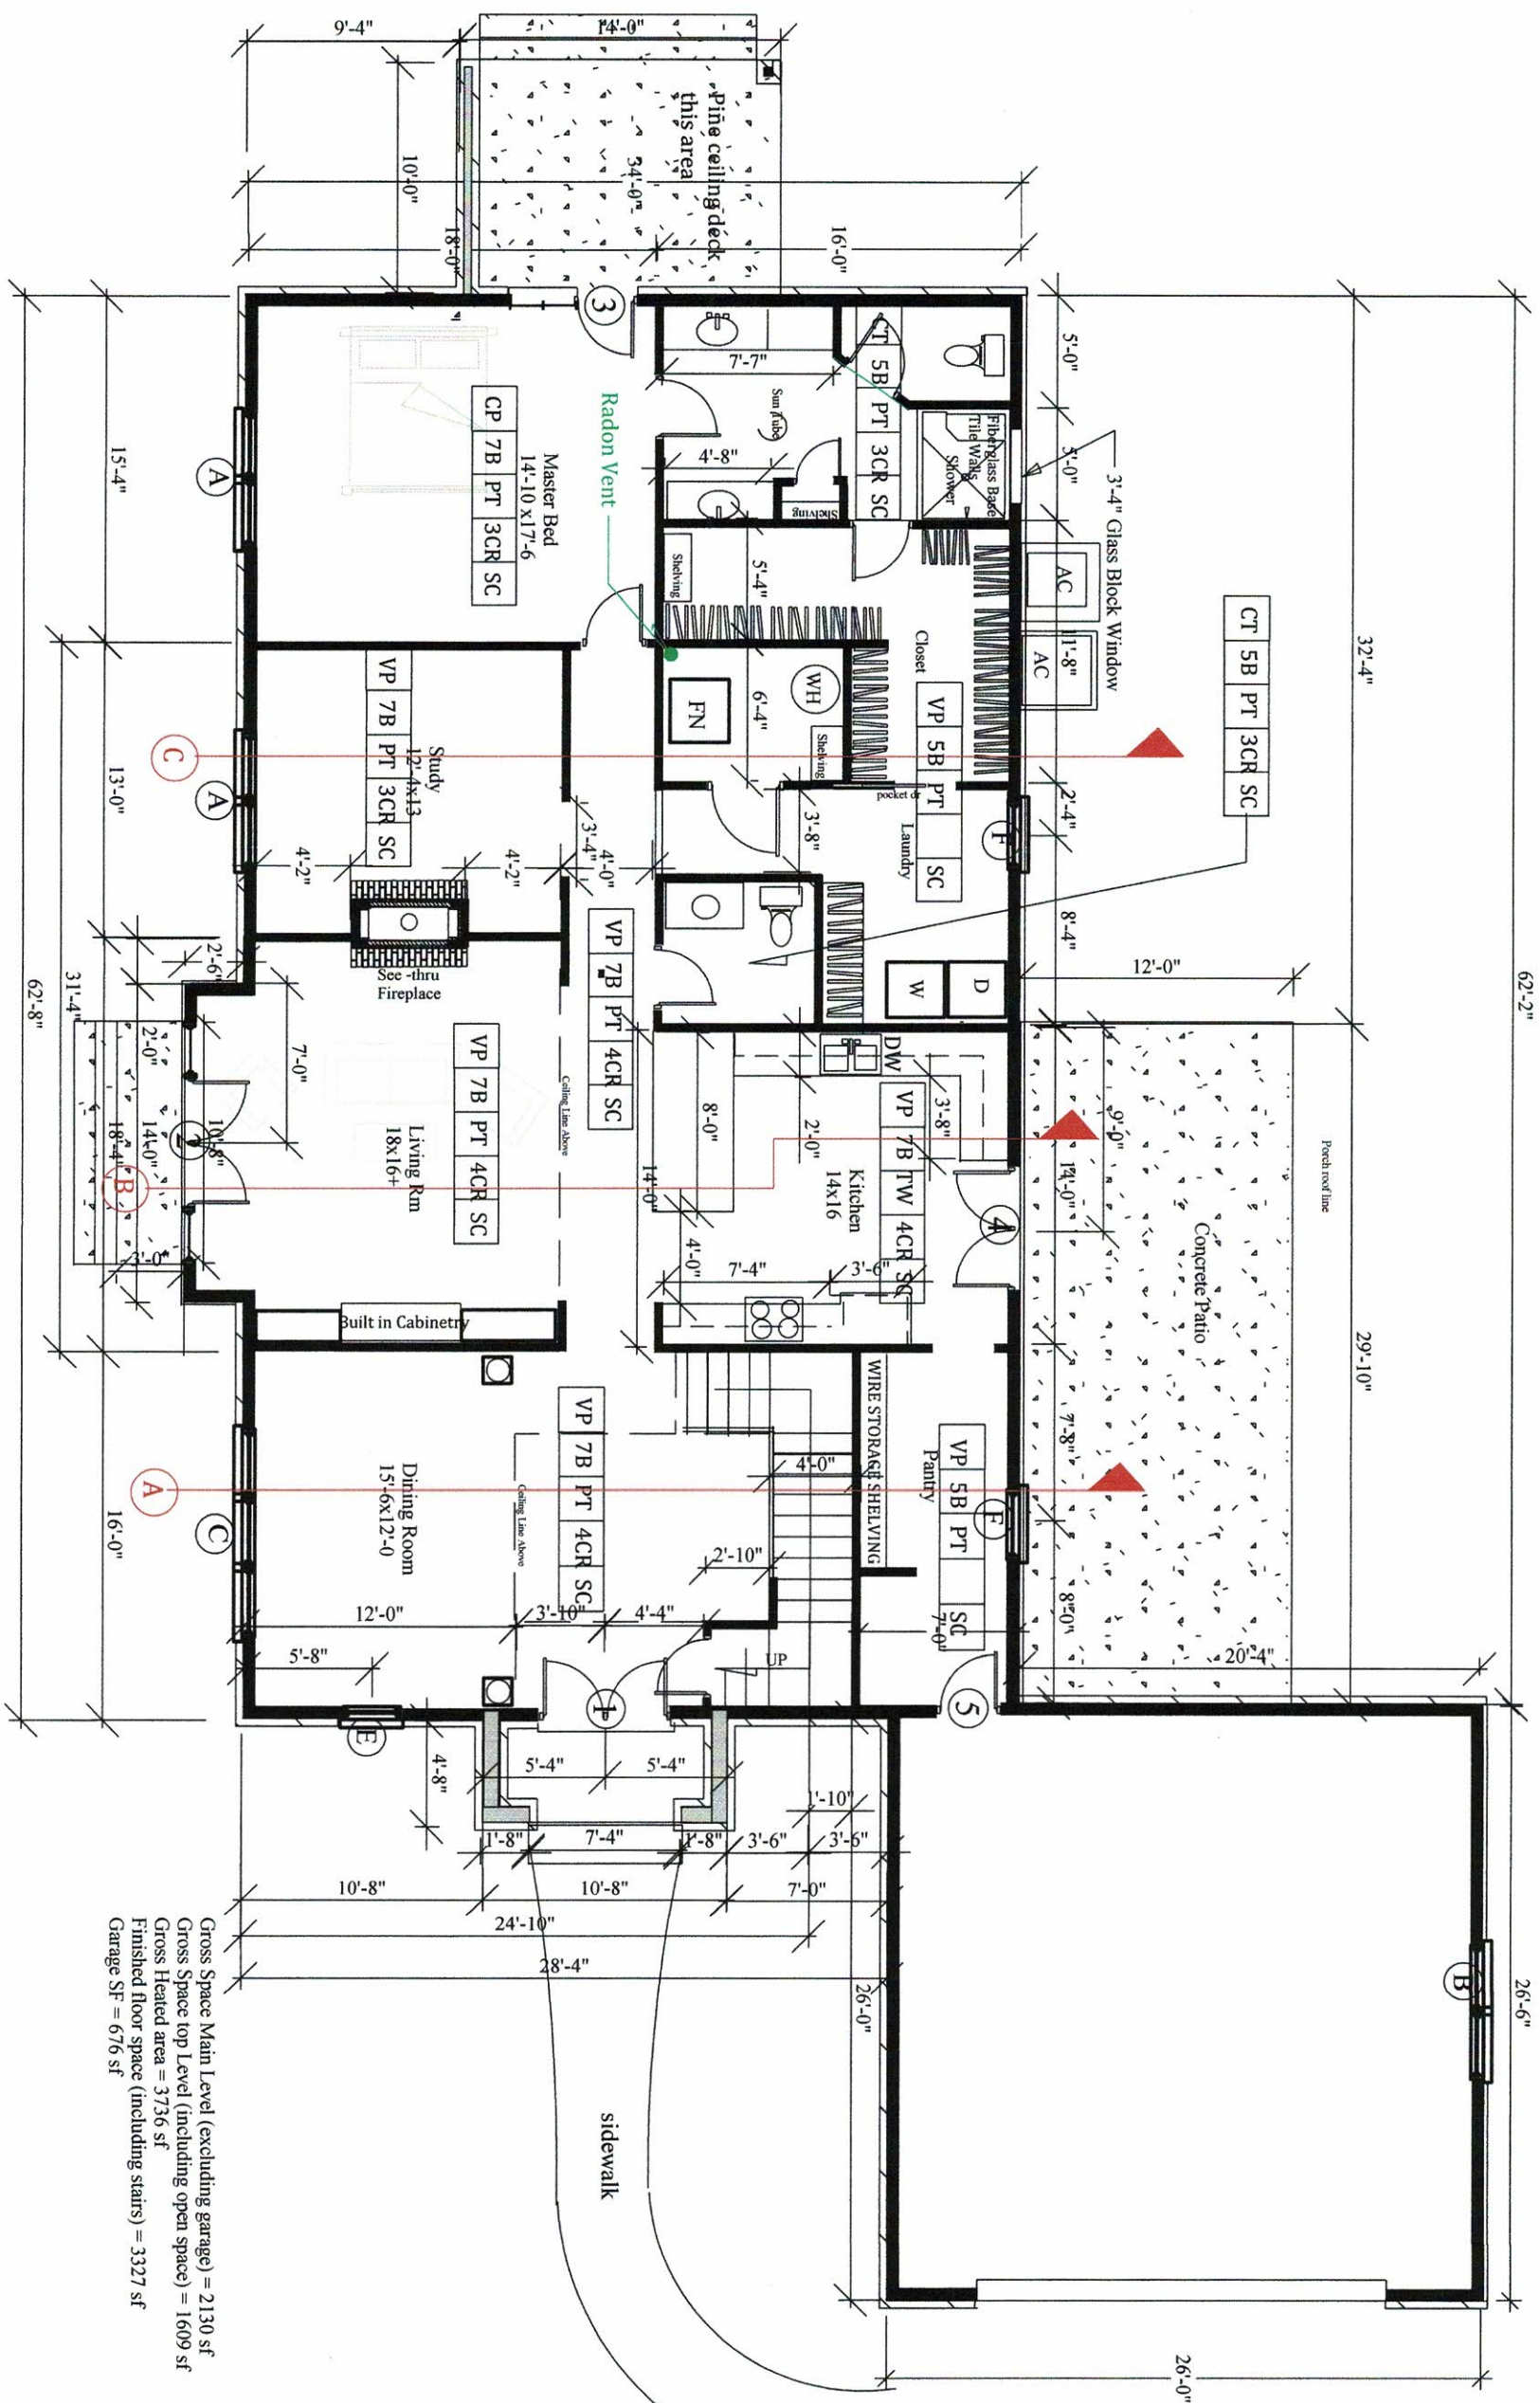 9'-4"
14'-0"
Pine ceiling deck
this area
10'-0"
34'-0"
18'-0"
16'-0"
3
7'-7"
CT 5B PT 3CR SC
5'-0"
62'-2"
32'-4"
Sun Tube
Fiberglass Base
Tile Walls
Shower
5'-0"
3'-4" Glass Block Window
Radon Vent
4'-8"
Shelving
Master Bed
14'-10 x17'-6
CP 7B PT 3CR SC
A
15'-4"
Shelving
5'-4"
AC
AC
11'-8"
CT 5B PT 3CR SC
Closet
WH
FN
6'-4"
Shelving
VP 5B PT SC
pocket dr
Laundry
VP 7B PT 3CR SC
Study
12'-4x13
C
A
13'-0"
3'-4"
4'-0"
3'-8"
2'-4"
F
8'-4"
4'-2"
4'-2"
See -thru
Fireplace
VP 7B PT 4CR SC
W
D
12'-0"
62'-8"
31'-4"
2'-6"
2'-0"
7'-0"
VP 7B PT 4CR SC
Ceiling Line Above
Living Rm
18x16+
2
10'-8"
14'-0"
18'-4"
B
3'-0"
DW
8'-0"
2'-0"
3'-8"
VP 7B TW 4CR SC
Kitchen
14x16
14'-0"
4'-0"
7'-4"
3'-6"
4
9'-0"
14'-0"
Porch roof line
Concrete Patio
29'-10"
Built in Cabinetry
WIRE STORAGE SHELVING
Pantry
VP 5B PT SC
7'-8"
F
8'-0"
7'-0"
20'-4"
VP 7B PT 4CR SC
Ceiling Line Above
Dining Room
15'-6x12'-0
A
C
16'-0"
4'-0"
2'-10"
12'-0"
3'-10"
4'-4"
5'-8"
UP
1
5
E
4'-8"
5'-4"
5'-4"
1'-10"
1'-8"
7'-4"
1'-8"
3'-6"
3'-6"
10'-8"
10'-8"
7'-0"
24'-10"
28'-4"
26'-0"
B
26'-6"
sidewalk
26'-0"
Gross Space Main Level (excluding garage) = 2130 sf
Gross Space top Level (including open space) = 1609 sf
Gross Heated area = 3736 sf
Finished floor space (including stairs) = 3327 sf
Garage SF = 676 sf